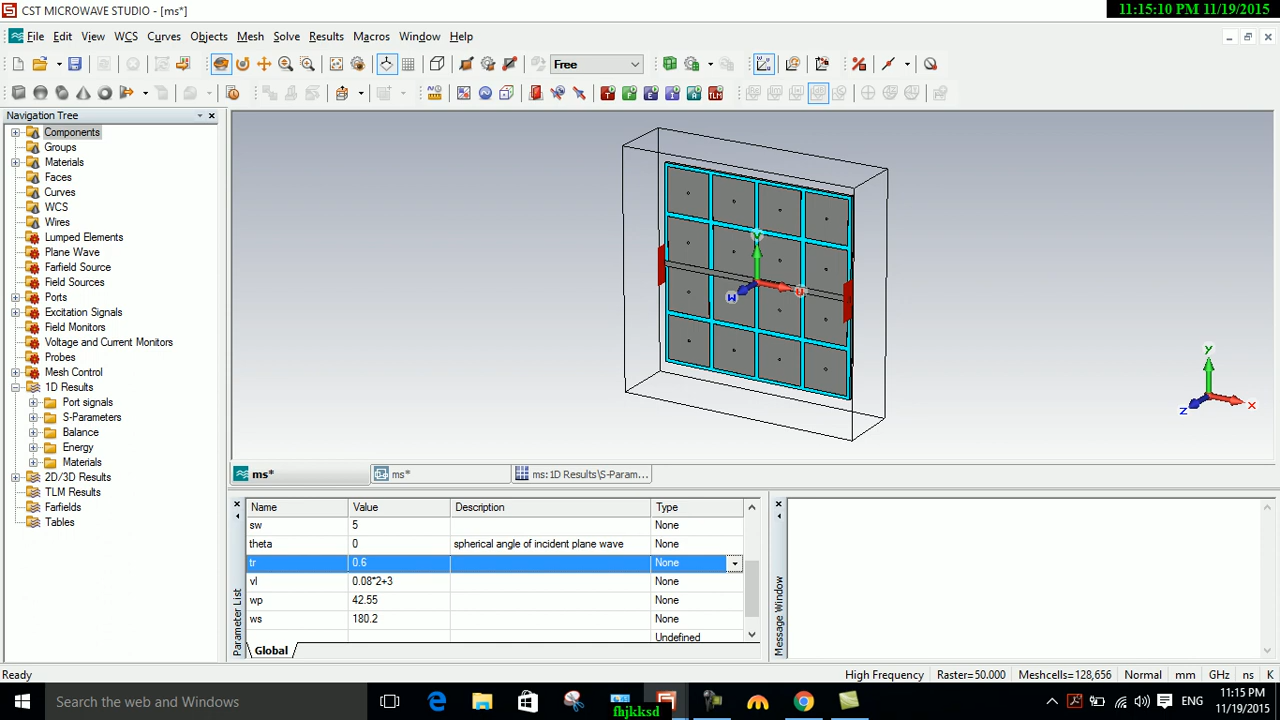 CST MICROWAVE STUDIO - [ms*]
11:15:10 PM 11/19/2015
File Edit View WCS Curves Objects Mesh Solve Results Macros Window Help
Free
Navigation Tree
Components
Groups
Materials
Faces
Curves
WCS
Wires
Lumped Elements
Plane Wave
Farfield Source
Field Sources
Ports
Excitation Signals
Field Monitors
Voltage and Current Monitors
Probes
Mesh Control
1D Results
Port signals
S-Parameters
Balance
Energy
Materials
2D/3D Results
TLM Results
Farfields
Tables
V
U
W
y
x
z
ms*
ms*
ms: 1D Results\S-Param...
Name Value Description Type
sw 5 None
theta 0 spherical angle of incident plane wave None
tr 0.6 None
vl 0.08*2+3 None
wp 42.55 None
ws 180.2 None
Undefined
Global
Parameter List
Message Window
Ready
High Frequency Raster=50.000 Meshcells=128,656 Normal mm GHz ns K
Search the web and Windows
fhjkksd
ENG
11:15 PM
11/19/2015